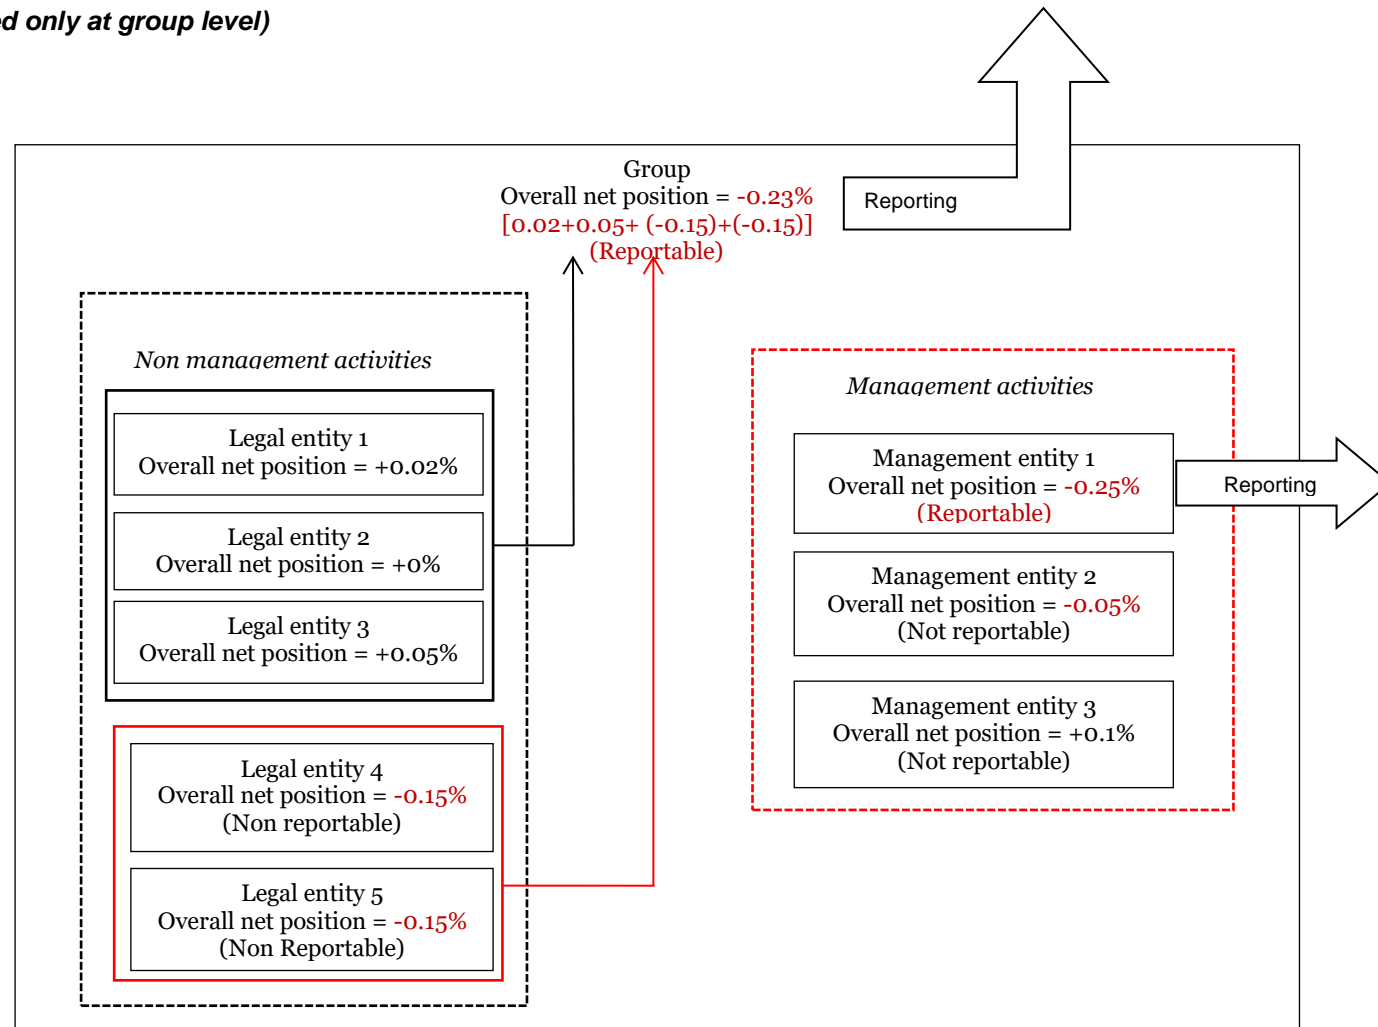 ed only at group level)
Group
Overall net position = -0.23%
[0.02+0.05+ (-0.15)+(-0.15)]
(Reportable)
Reporting
Non management activities
Legal entity 1
Overall net position = +0.02%
Legal entity 2
Overall net position = +0%
Legal entity 3
Overall net position = +0.05%
Legal entity 4
Overall net position = -0.15%
(Non reportable)
Legal entity 5
Overall net position = -0.15%
(Non Reportable)
Management activities
Management entity 1
Overall net position = -0.25%
(Reportable)
Reporting
Management entity 2
Overall net position = -0.05%
(Not reportable)
Management entity 3
Overall net position = +0.1%
(Not reportable)